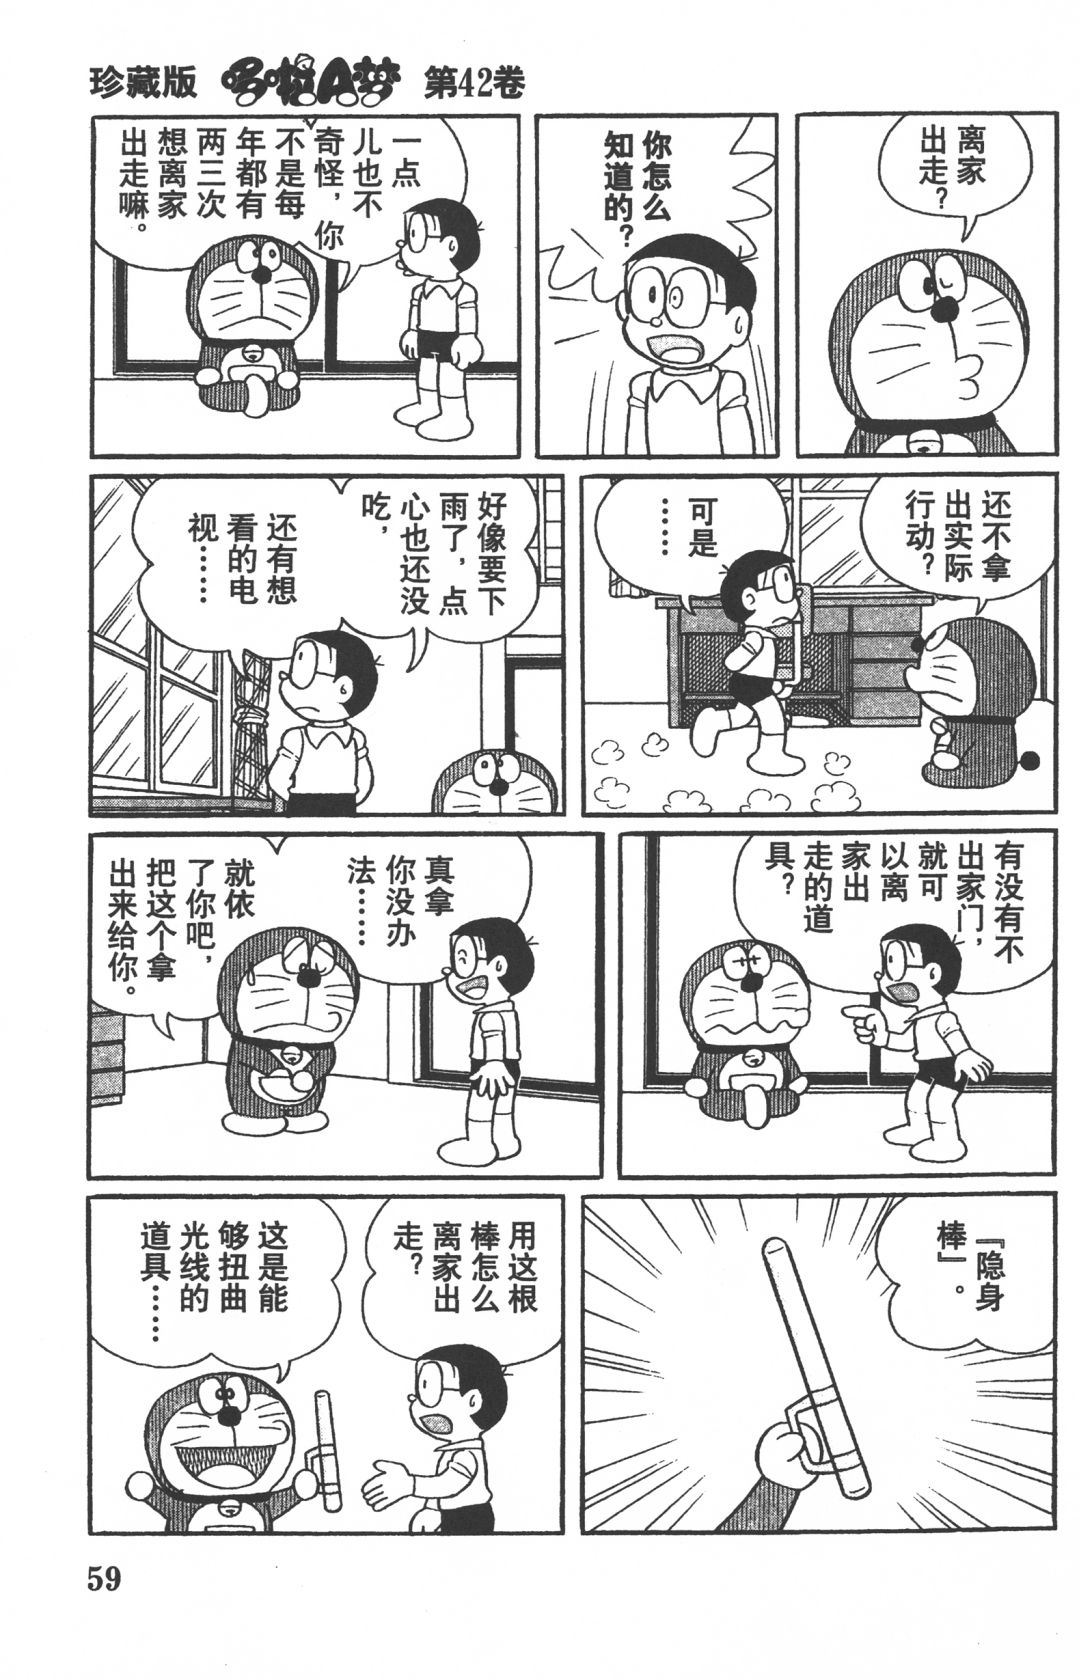 珍藏版 哆啦A梦 第42卷
离家
出走？
你怎么
知道的？
一点
儿也不
奇怪，你
不是每
年都有
两三次
想离家
出走嘛。
还不拿
出实际
行动？
可是
……
好像要下
雨了，点
心也还没
吃，
还有想
看的电
视……
有没有不
出家门，
就可
以离
家出
走的道
具？
真拿
你没办
法……
就依
了你吧，
把这个拿
出来给你。
『隐身
棒』。
用这根
棒怎么
离家出
走？
这是能
够扭曲
光线的
道具……
59